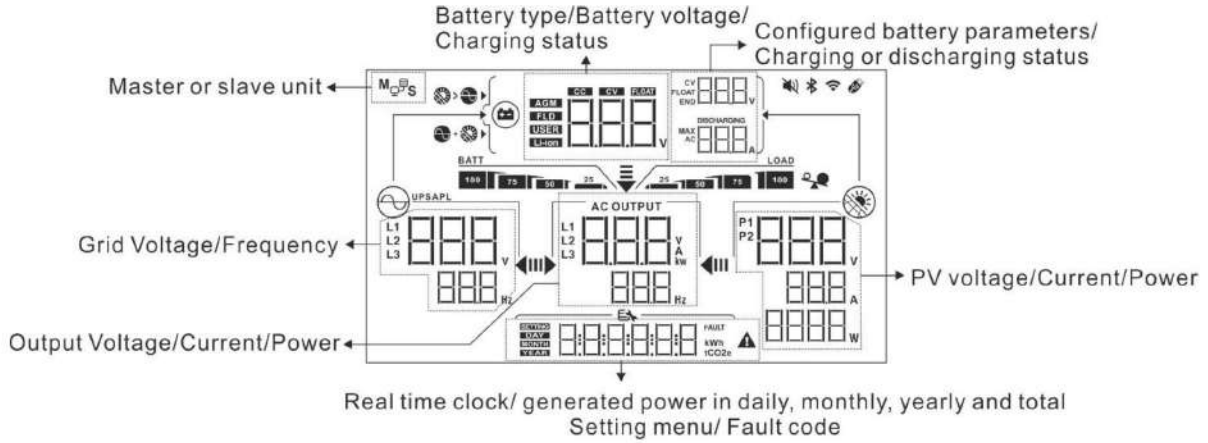 Battery type/Battery voltage/
Charging status
Configured battery parameters/
Charging or discharging status
Master or slave unit
M S
CC CV FLOAT
AGM
FLD
USER
Li-ion
V
CV
FLOAT
END
V
DISCHARGING
MAX
AC
A
BATT
LOAD
100 75 50 25
25 50 75 100
UPSAPL
AC OUTPUT
L1
L2
L3
V
Hz
L1
L2
L3
V
A
kw
Hz
P1
P2
V
A
W
Grid Voltage/Frequency
PV voltage/Current/Power
Output Voltage/Current/Power
SETTING
DAY
MONTH
YEAR
FAULT
kWh
tCO2e
Real time clock/ generated power in daily, monthly, yearly and total
Setting menu/ Fault code